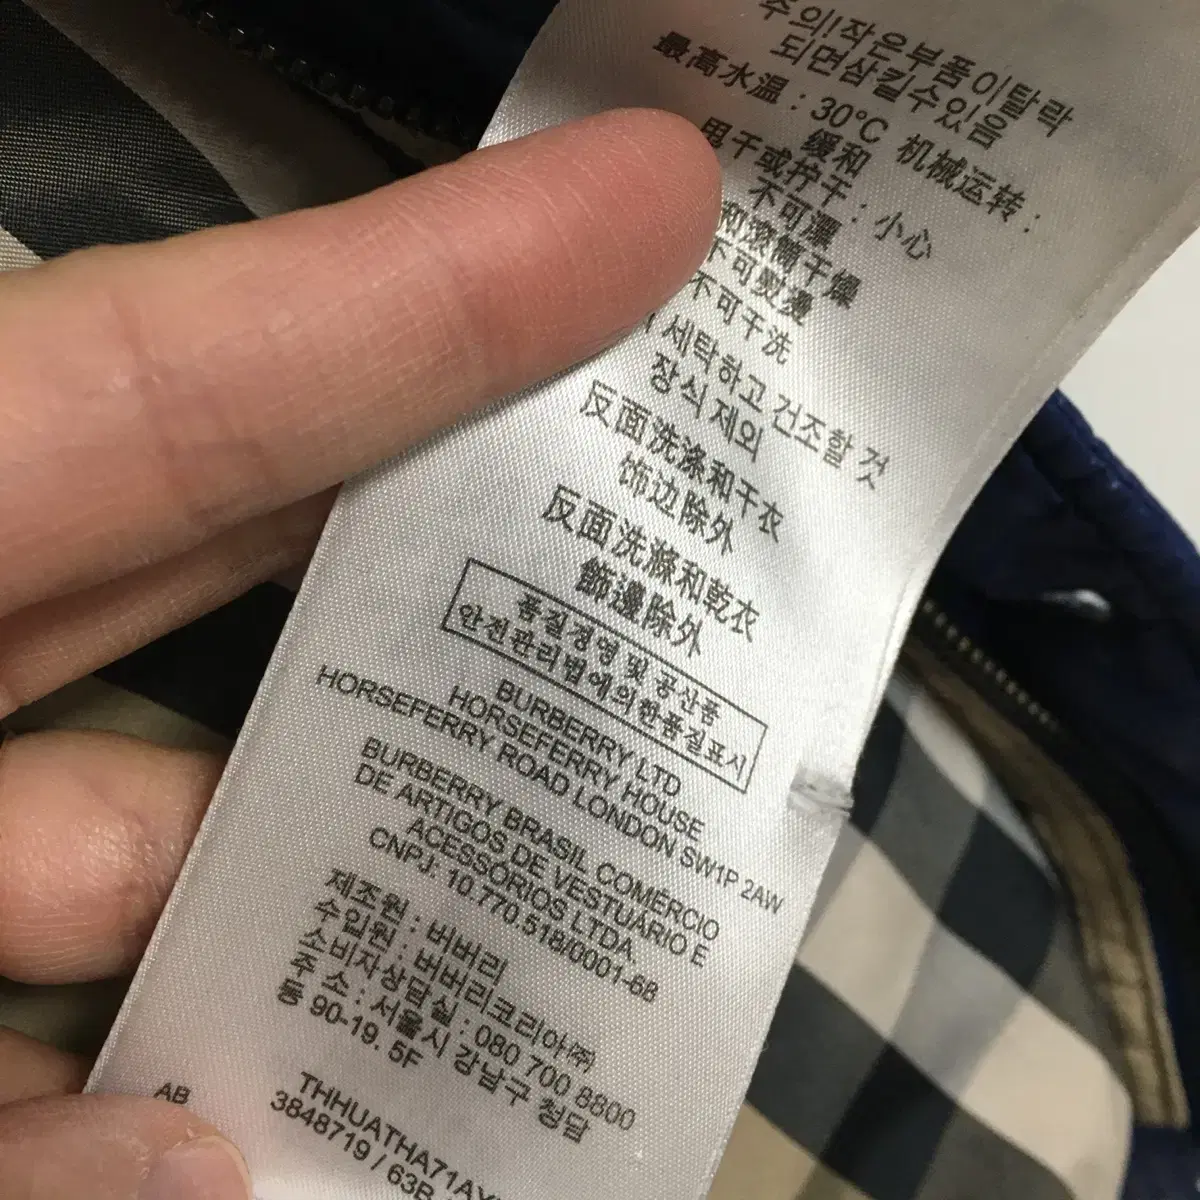 주의!작은부품이탈락
되면삼킬수있음
最高水温 : 30°C 机械运转 :
缓和
甩干或拧干 : 小心
不可漂
和滚筒干燥
不可熨烫
不可干洗
세탁하고 건조할 것
장식 제외
反面洗涤和干衣
饰边除外
反面洗滌和乾衣
飾邊除外
품질경영 및 공산품
안전관리법에의한품질표시
BURBERRY LTD
HORSEFERRY HOUSE
HORSEFERRY ROAD LONDON SW1P 2AW
BURBERRY BRASIL COMÉRCIO
DE ARTIGOS DE VESTUÁRIO E
ACESSÓRIOS LTDA.
CNPJ: 10.770.518/0001-68
제조원 : 버버리
수입원 : 버버리코리아㈜
소비자상담실 : 080 700 8800
주 소 : 서울시 강남구 청담
동 90-19. 5F
AB
THHUATHA71AY
3848719 / 63B